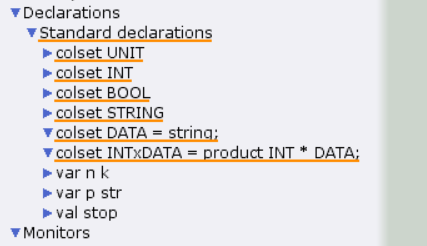 Declarations
Standard declarations
colset UNIT
colset INT
colset BOOL
colset STRING
colset DATA = string;
colset INTxDATA = product INT * DATA;
var n k
var p str
val stop
Monitors